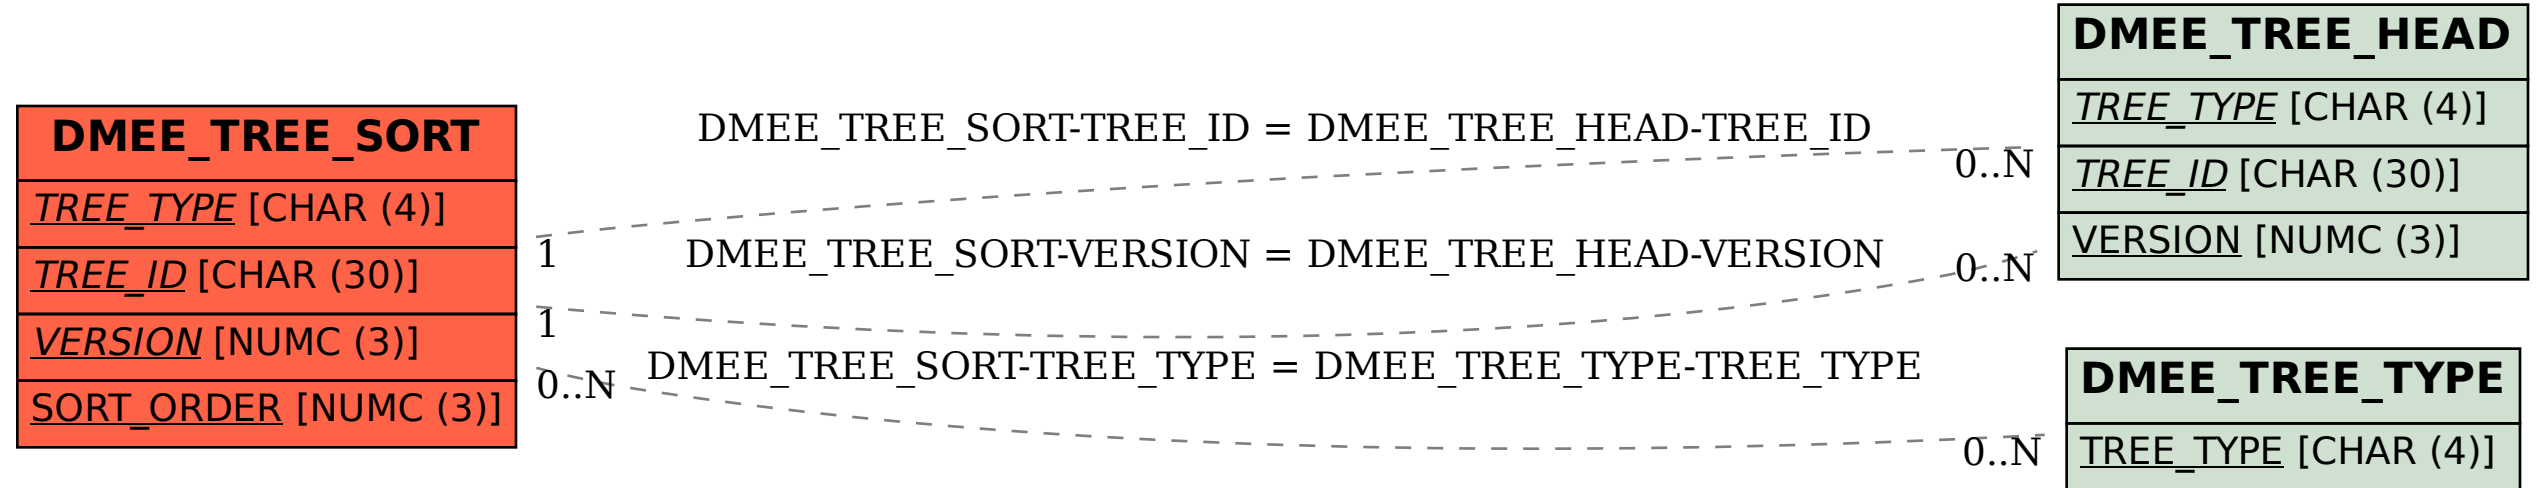 DMEE_TREE_SORT
TREE_TYPE [CHAR (4)]
TREE_ID [CHAR (30)]
VERSION [NUMC (3)]
SORT_ORDER [NUMC (3)]
DMEE_TREE_SORT-TREE_ID = DMEE_TREE_HEAD-TREE_ID
1
0..N
DMEE_TREE_SORT-VERSION = DMEE_TREE_HEAD-VERSION
1
0..N
DMEE_TREE_SORT-TREE_TYPE = DMEE_TREE_TYPE-TREE_TYPE
0..N
0..N
DMEE_TREE_HEAD
TREE_TYPE [CHAR (4)]
TREE_ID [CHAR (30)]
VERSION [NUMC (3)]
DMEE_TREE_TYPE
TREE_TYPE [CHAR (4)]